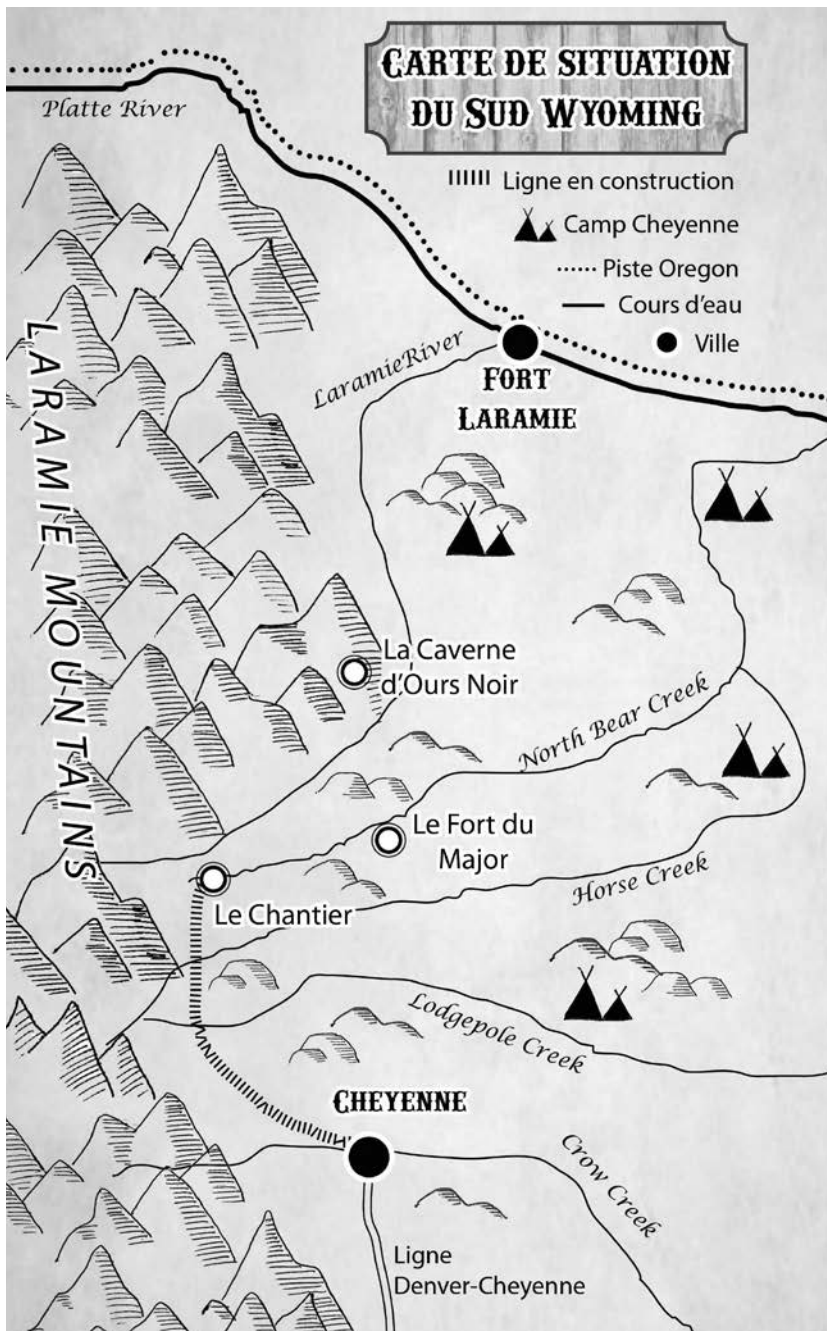 CARTE DE SITUATION
DU SUD WYOMING
Platte River
Ligne en construction
Camp Cheyenne
Piste Oregon
Cours d'eau
Ville
Laramie River
FORT
LARAMIE
LARAMIE MOUNTAINS
La Caverne
d'Ours Noir
North Bear Creek
Le Fort du
Major
Le Chantier
Horse Creek
Lodgepole Creek
CHEYENNE
Crow Creek
Ligne
Denver-Cheyenne